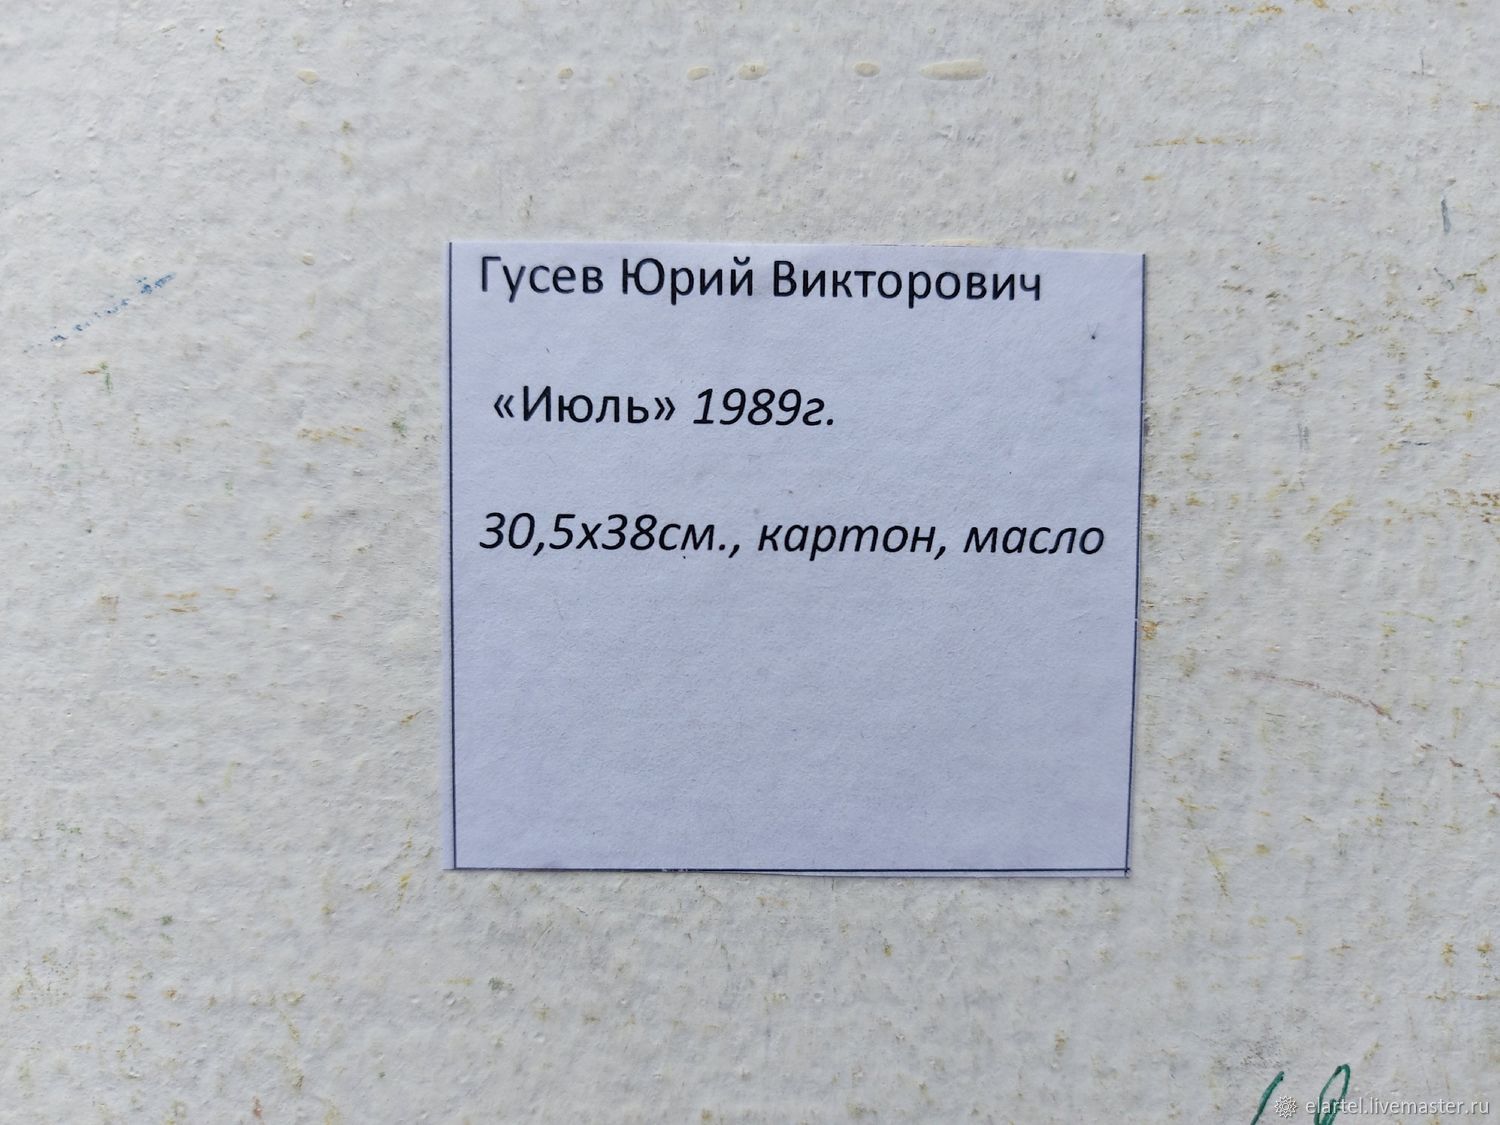 Гусев Юрий Викторович
«Июль» 1989г.
30,5х38см., картон, масло
elartel.livemaster.ru